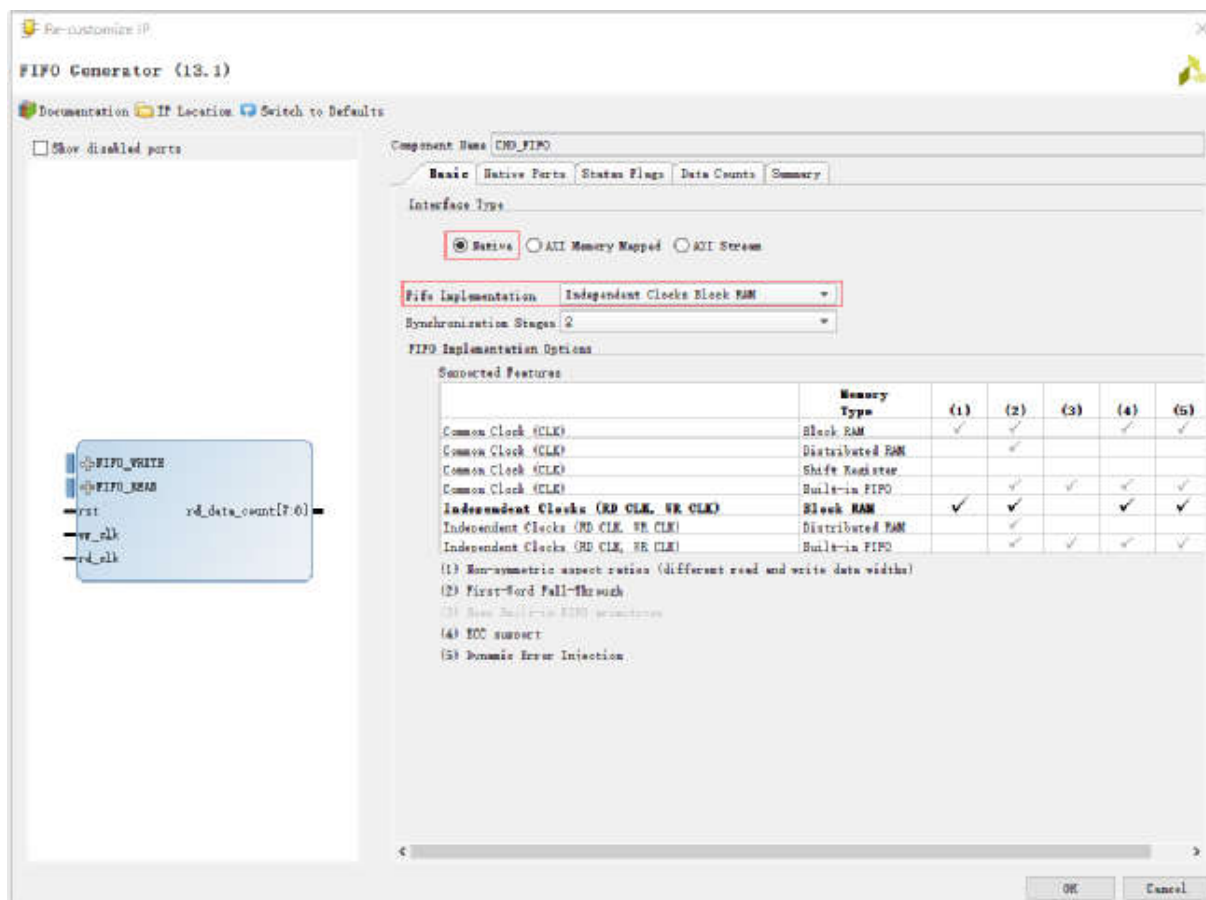 Re-customize IP
FIFO Generator (13.1)
Documentation IP Location Switch to Defaults
Show disabled ports
Component Name CMD_FIFO
Basic Native Ports Status Flags Data Counts Summary
Interface Type
Native AXI Memory Mapped AXI Stream
Fifo Implementation Independent Clocks Block RAM
Synchronization Stages 2
FIFO Implementation Options
Supported Features
Memory
Type (1) (2) (3) (4) (5)
Common Clock (CLK) Block RAM ✓ ✓ ✓ ✓
Common Clock (CLK) Distributed RAM ✓
Common Clock (CLK) Shift Register
Common Clock (CLK) Built-in FIFO ✓ ✓ ✓ ✓
Independent Clocks (RD CLK, WR CLK) Block RAM ✓ ✓ ✓ ✓
Independent Clocks (RD CLK, WR CLK) Distributed RAM ✓
Independent Clocks (RD CLK, WR CLK) Built-in FIFO ✓ ✓ ✓ ✓
(1) Non-symmetric aspect ratios (different read and write data widths)
(2) First-Word Fall-Through
(3) Uses Built-in FIFO primitives
(4) ECC support
(5) Dynamic Error Injection
FIFO_WRITE
FIFO_READ
rst rd_data_count[7:0]
wr_clk
rd_clk
OK Cancel